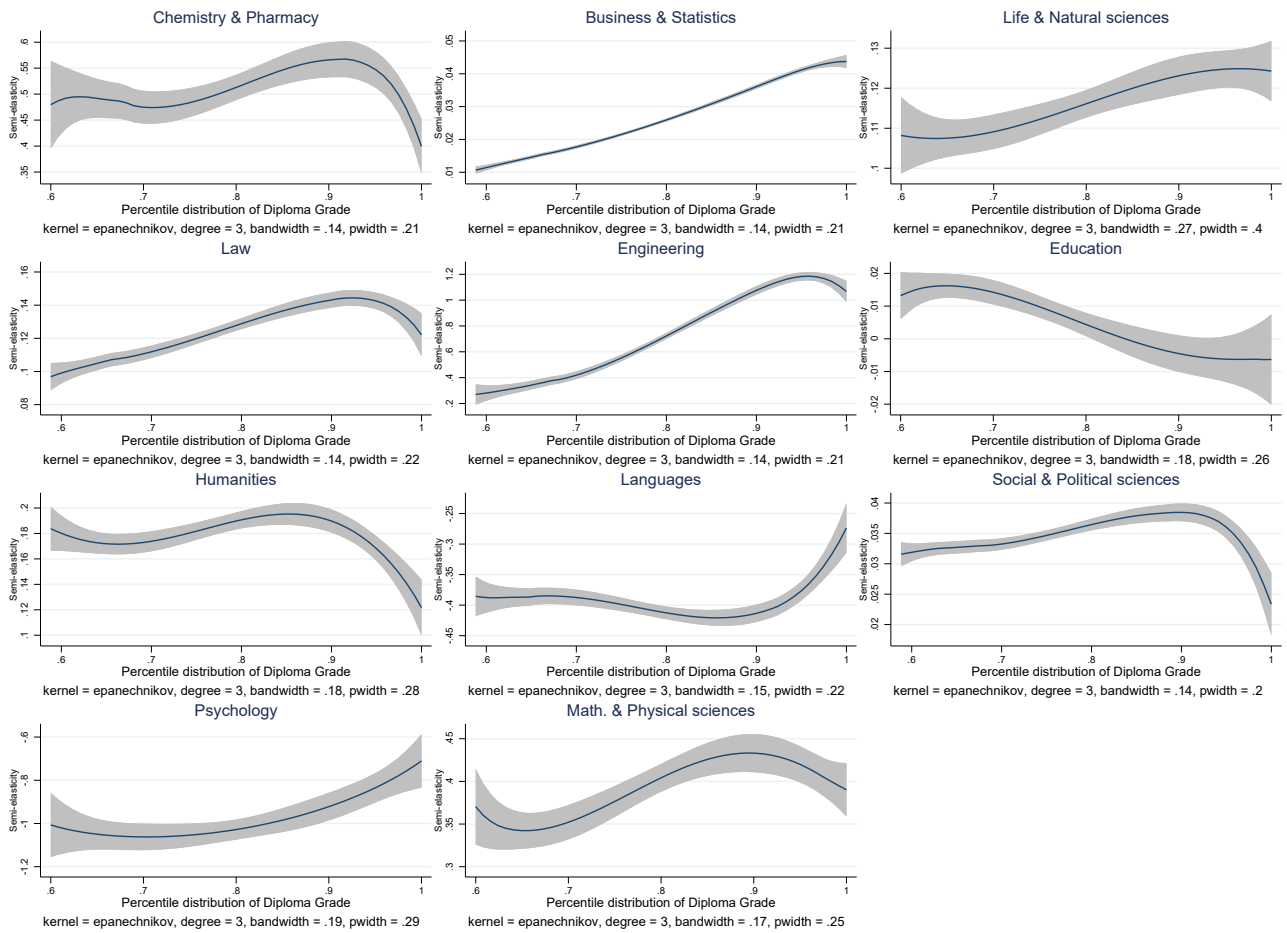 Chemistry & Pharmacy
Semi-elasticity
.35 .4 .45 .5 .55 .6
.6 .7 .8 .9 1
Percentile distribution of Diploma Grade
kernel = epanechnikov, degree = 3, bandwidth = .14, pwidth = .21
Business & Statistics
Semi-elasticity
.01 .02 .03 .04 .05
.6 .7 .8 .9 1
Percentile distribution of Diploma Grade
kernel = epanechnikov, degree = 3, bandwidth = .14, pwidth = .21
Life & Natural sciences
Semi-elasticity
.1 .11 .12 .13
.6 .7 .8 .9 1
Percentile distribution of Diploma Grade
kernel = epanechnikov, degree = 3, bandwidth = .27, pwidth = .4
Law
Semi-elasticity
.08 .1 .12 .14 .16
.6 .7 .8 .9 1
Percentile distribution of Diploma Grade
kernel = epanechnikov, degree = 3, bandwidth = .14, pwidth = .22
Engineering
Semi-elasticity
.2 .4 .6 .8 1 1.2
.6 .7 .8 .9 1
Percentile distribution of Diploma Grade
kernel = epanechnikov, degree = 3, bandwidth = .14, pwidth = .21
Education
Semi-elasticity
-.02 -.01 0 .01 .02
.6 .7 .8 .9 1
Percentile distribution of Diploma Grade
kernel = epanechnikov, degree = 3, bandwidth = .18, pwidth = .26
Humanities
Semi-elasticity
.1 .12 .14 .16 .18 .2
.6 .7 .8 .9 1
Percentile distribution of Diploma Grade
kernel = epanechnikov, degree = 3, bandwidth = .18, pwidth = .28
Languages
Semi-elasticity
-.45 -.4 -.35 -.3 -.25
.6 .7 .8 .9 1
Percentile distribution of Diploma Grade
kernel = epanechnikov, degree = 3, bandwidth = .15, pwidth = .22
Social & Political sciences
Semi-elasticity
.02 .025 .03 .035 .04
.6 .7 .8 .9 1
Percentile distribution of Diploma Grade
kernel = epanechnikov, degree = 3, bandwidth = .14, pwidth = .2
Psychology
Semi-elasticity
-1.2 -1 -.8 -.6
.6 .7 .8 .9 1
Percentile distribution of Diploma Grade
kernel = epanechnikov, degree = 3, bandwidth = .19, pwidth = .29
Math. & Physical sciences
Semi-elasticity
.3 .35 .4 .45
.6 .7 .8 .9 1
Percentile distribution of Diploma Grade
kernel = epanechnikov, degree = 3, bandwidth = .17, pwidth = .25